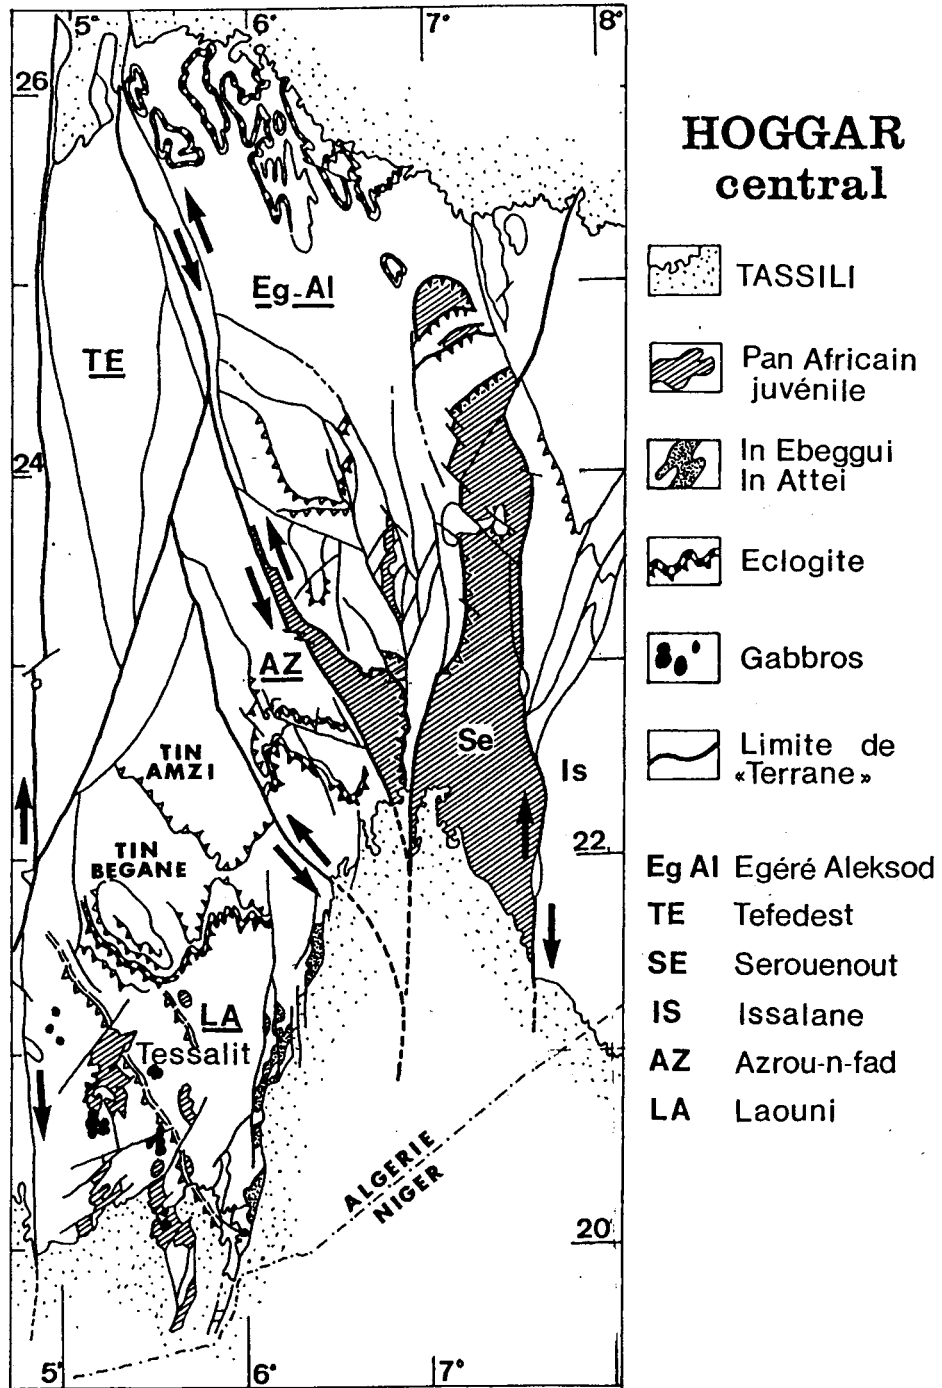 5°
6°
7°
8°
26
24
22
20
Eg-Al
TE
AZ
Se
Is
TIN
AMZI
TIN
BEGANE
LA
Tessalit
ALGERIE
NIGER
5°
6°
7°
HOGGAR
central
TASSILI
Pan Africain
juvénile
In Ebeggui
In Attei
Eclogite
Gabbros
Limite de
«Terrane»
Eg Al Egéré Aleksod
TE Tefedest
SE Serouenout
IS Issalane
AZ Azrou-n-fad
LA Laouni